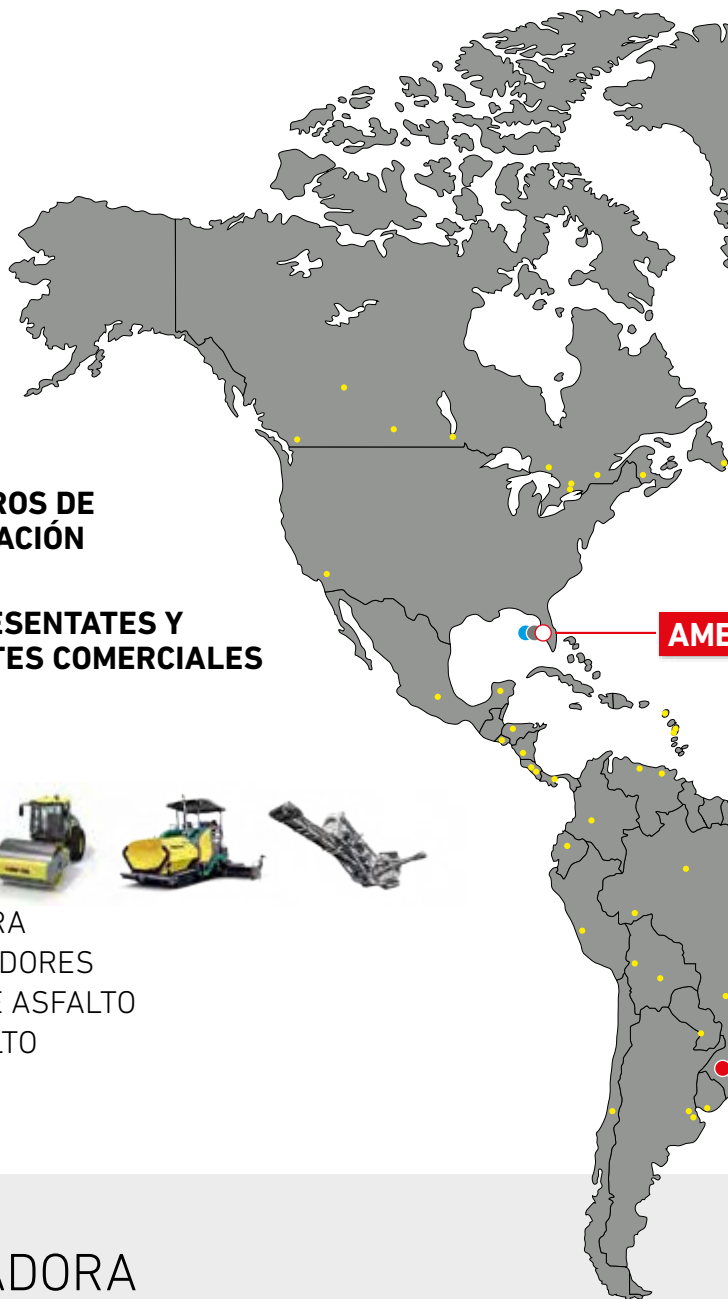 ROS DE
ACIÓN
ESENTATES Y
TES COMERCIALES
AME
RA
DORES
E ASFALTO
LTO
ADORA